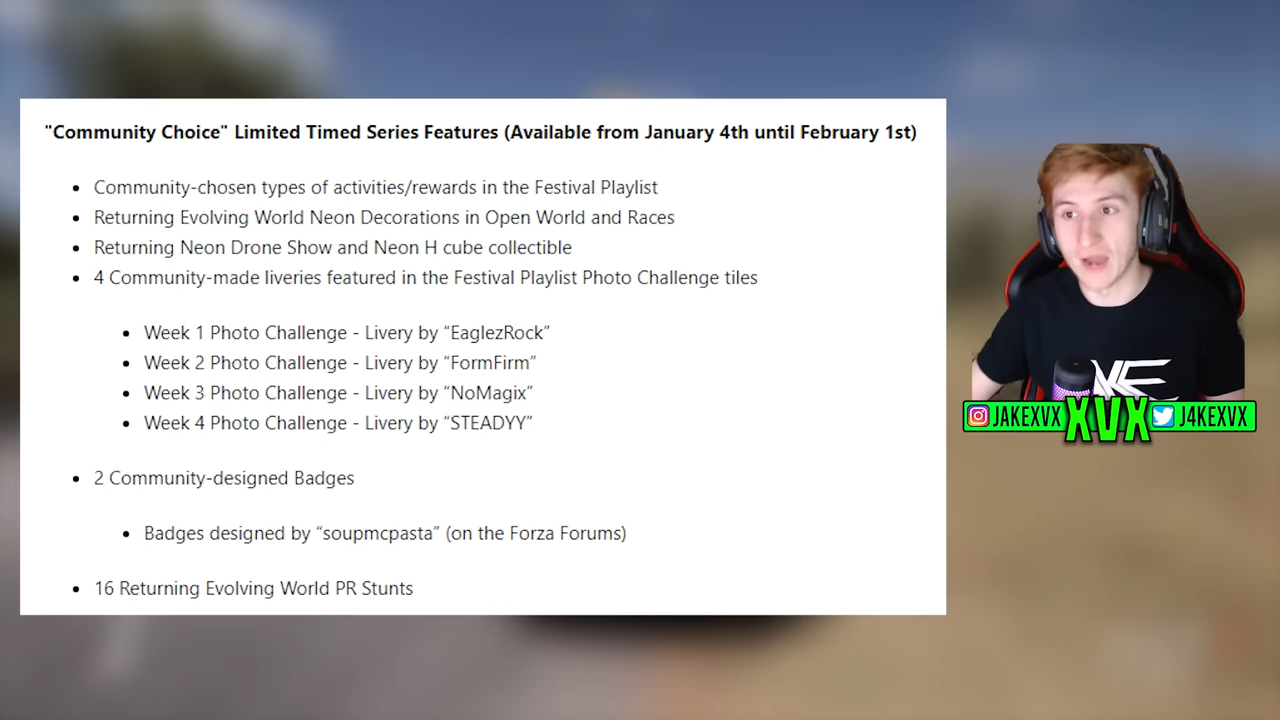 "Community Choice" Limited Timed Series Features (Available from January 4th until February 1st)
Community-chosen types of activities/rewards in the Festival Playlist
Returning Evolving World Neon Decorations in Open World and Races
Returning Neon Drone Show and Neon H cube collectible
4 Community-made liveries featured in the Festival Playlist Photo Challenge tiles
Week 1 Photo Challenge - Livery by “EaglezRock”
Week 2 Photo Challenge - Livery by “FormFirm”
Week 3 Photo Challenge - Livery by “NoMagix”
Week 4 Photo Challenge - Livery by “STEADYY”
2 Community-designed Badges
Badges designed by “soupmcpasta” (on the Forza Forums)
16 Returning Evolving World PR Stunts
JAKEXVX XVX J4KEXVX